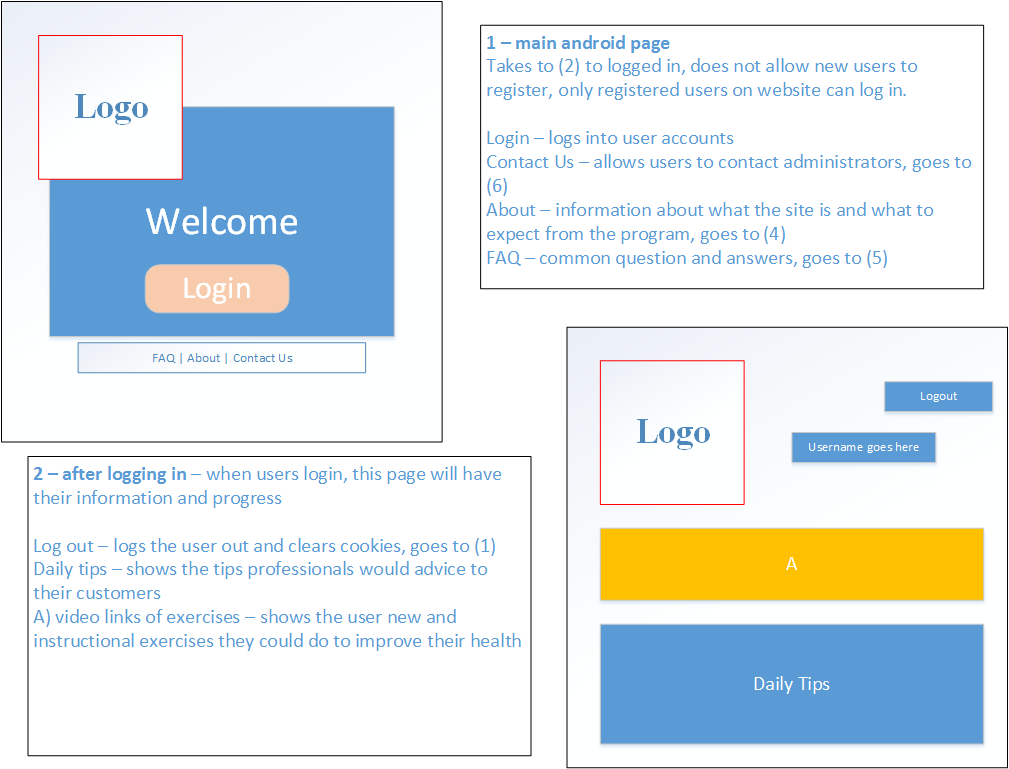 Logo
Welcome
Login
FAQ | About | Contact Us
1 – main android page
Takes to (2) to logged in, does not allow new users to
register, only registered users on website can log in.
Login – logs into user accounts
Contact Us – allows users to contact administrators, goes to
(6)
About – information about what the site is and what to
expect from the program, goes to (4)
FAQ – common question and answers, goes to (5)
2 – after logging in – when users login, this page will have
their information and progress
Log out – logs the user out and clears cookies, goes to (1)
Daily tips – shows the tips professionals would advice to
their customers
A) video links of exercises – shows the user new and
instructional exercises they could do to improve their health
Logo
Logout
Username goes here
A
Daily Tips